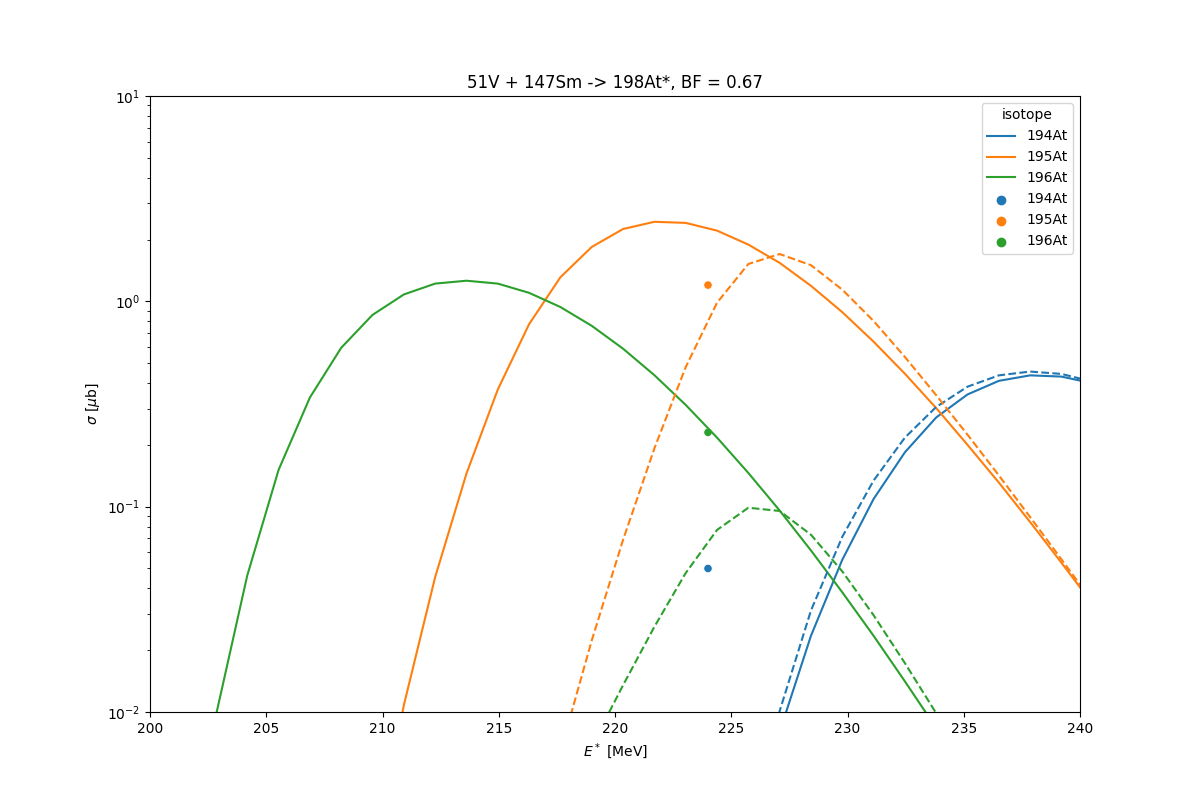 51V + 147Sm -> 198At*, BF = 0.67
10¹
10⁰
10⁻¹
10⁻²
σ [μb]
200 205 210 215 220 225 230 235 240
E* [MeV]
isotope
194At
195At
196At
194At
195At
196At